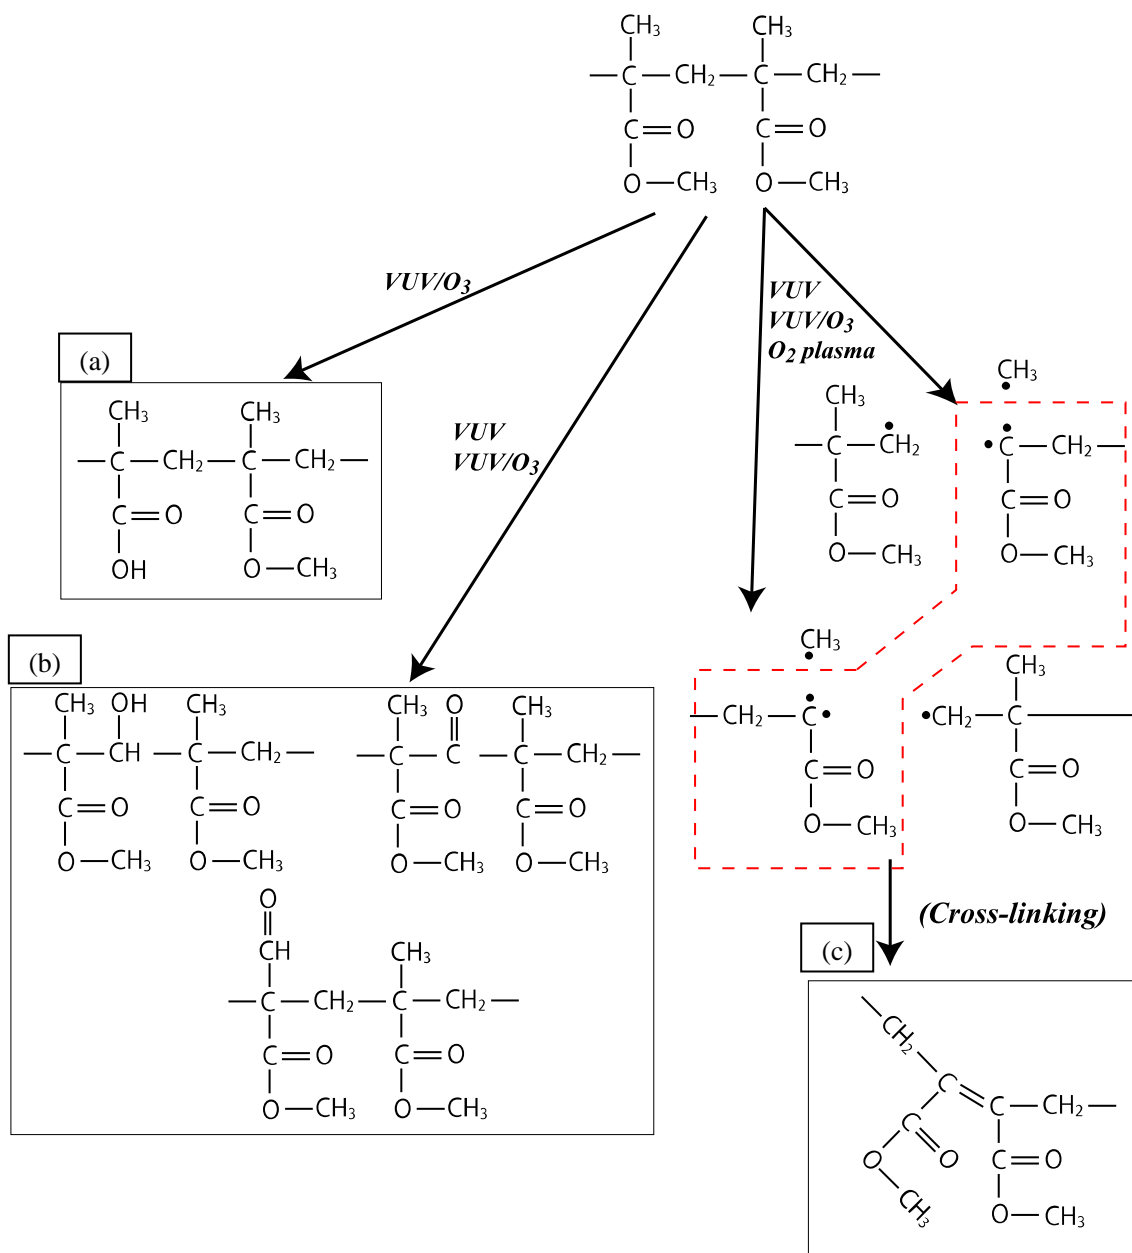 CH3 CH3
C CH2 C CH2
C=O C=O
O—CH3 O—CH3
VUV/O3
VUV
VUV/O3
O2 plasma
(a)
CH3 CH3
C CH2 C CH2
C=O C=O
OH O—CH3
VUV
VUV/O3
CH3
CH3
C CH2 C CH2
C=O C=O
O—CH3 O—CH3
(b)
CH3 OH CH3
C CH C CH2
C=O C=O
O—CH3 O—CH3
CH3 O CH3
C C C CH2
C=O C=O
O—CH3 O—CH3
O
CH CH3
C CH2 C CH2
C=O C=O
O—CH3 O—CH3
CH3 CH3
CH2 C CH2 C
C=O C=O
O—CH3 O—CH3
(Cross-linking)
(c)
CH2
C=C CH2
C=O C=O
O—CH3 O—CH3